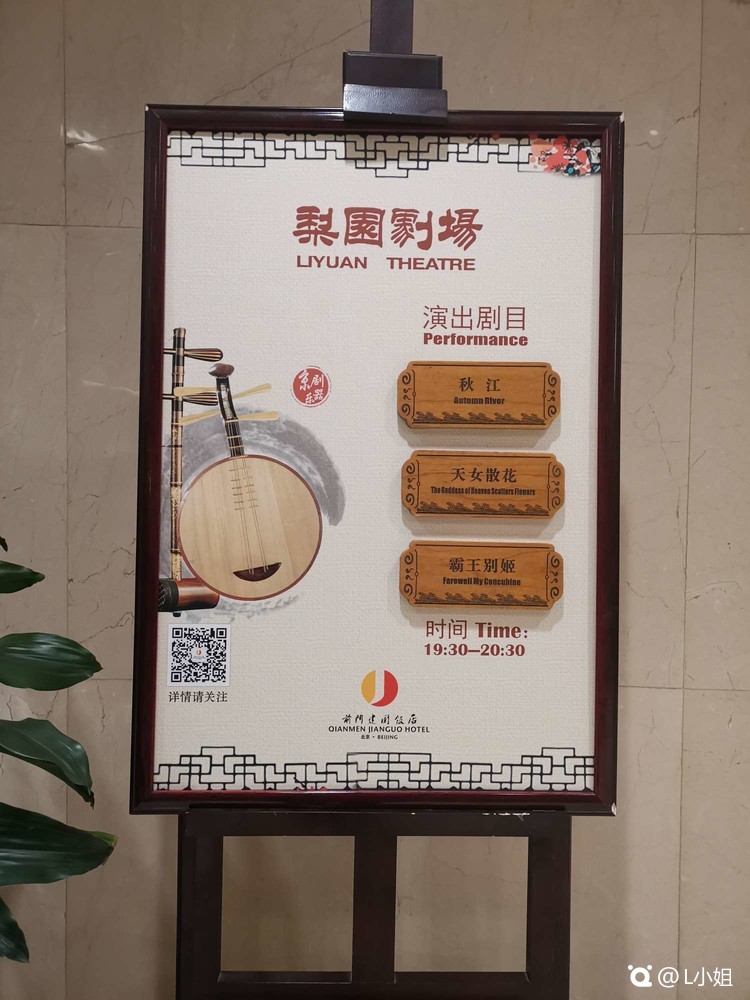 梨園劇場
LIYUAN THEATRE
演出剧目
Performance
京剧
乐器
秋江
Autumn River
天女散花
The Goddess of Heaven Scatters Flowers
霸王别姬
Farewell My Concubine
时间 Time:
19:30—20:30
详情请关注
前门建国饭店
QIANMEN JIANGUO HOTEL
北京·BEIJING
@L小姐